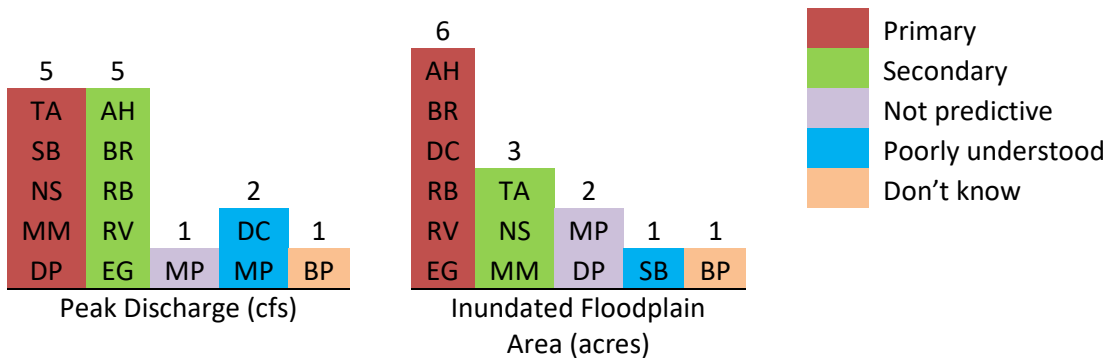 5 5
TA AH
SB BR
NS RB 2
MM RV 1 DC 1
DP EG MP MP BP
Peak Discharge (cfs)
6
AH
BR
DC 3
RB TA 2
RV NS MP 1 1
EG MM DP SB BP
Inundated Floodplain
Area (acres)
Primary
Secondary
Not predictive
Poorly understood
Don’t know